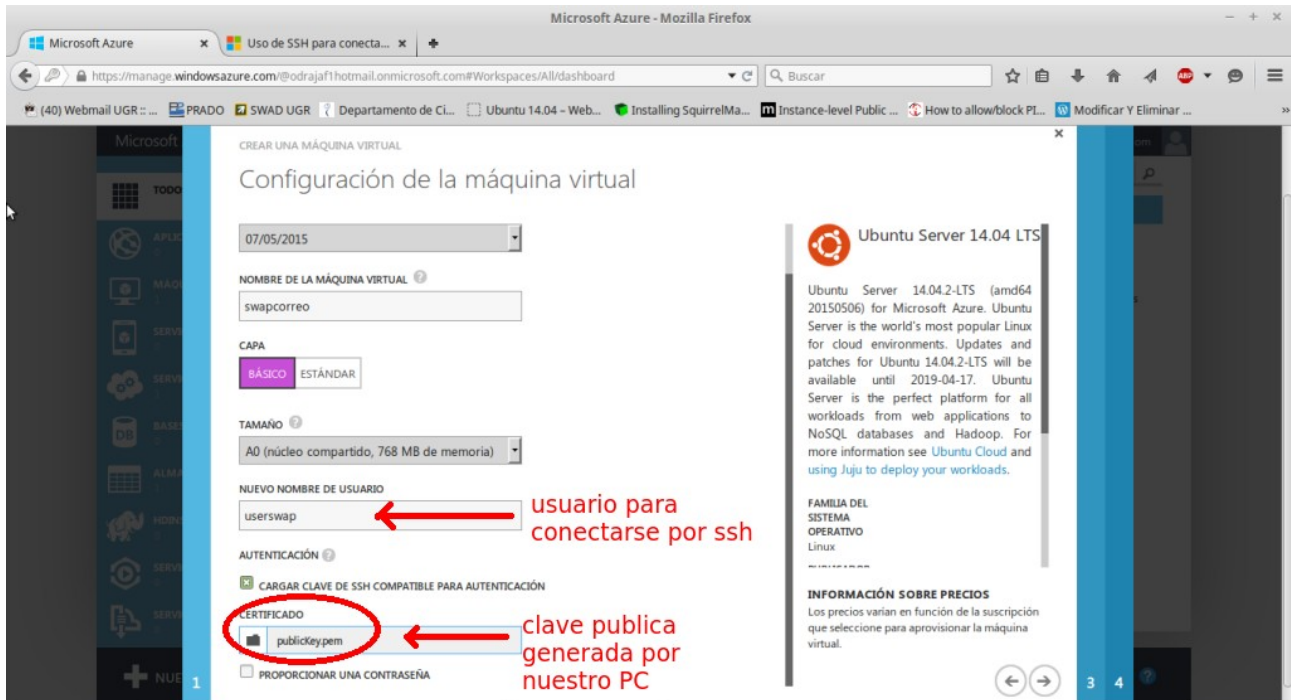 Microsoft Azure - Mozilla Firefox
Microsoft Azure
Uso de SSH para conecta...
https://manage.windowsazure.com/@odrajaf1hotmail.onmicrosoft.com#Workspaces/All/dashboard
Buscar
(40) Webmail UGR :: ...
PRADO
SWAD UGR
Departamento de Ci...
Ubuntu 14.04 – Web...
Installing SquirrelMa...
Instance-level Public ...
How to allow/block PI...
Modificar Y Eliminar ...
Microsoft
TODO
CREAR UNA MÁQUINA VIRTUAL
Configuración de la máquina virtual
07/05/2015
NOMBRE DE LA MÁQUINA VIRTUAL
swapcorreo
CAPA
BÁSICO
ESTÁNDAR
TAMAÑO
A0 (núcleo compartido, 768 MB de memoria)
NUEVO NOMBRE DE USUARIO
userswap
usuario para
conectarse por ssh
AUTENTICACIÓN
CARGAR CLAVE DE SSH COMPATIBLE PARA AUTENTICACIÓN
CERTIFICADO
publicKey.pem
clave publica
generada por
nuestro PC
PROPORCIONAR UNA CONTRASEÑA
Ubuntu Server 14.04 LTS
Ubuntu Server 14.04.2-LTS (amd64
20150506) for Microsoft Azure. Ubuntu
Server is the world's most popular Linux
for cloud environments. Updates and
patches for Ubuntu 14.04.2-LTS will be
available until 2019-04-17. Ubuntu
Server is the perfect platform for all
workloads from web applications to
NoSQL databases and Hadoop. For
more information see Ubuntu Cloud and
using Juju to deploy your workloads.
FAMILIA DEL
SISTEMA
OPERATIVO
Linux
INFORMACIÓN SOBRE PRECIOS
Los precios varían en función de la suscripción
que seleccione para aprovisionar la máquina
virtual.
NUE
1
3
4